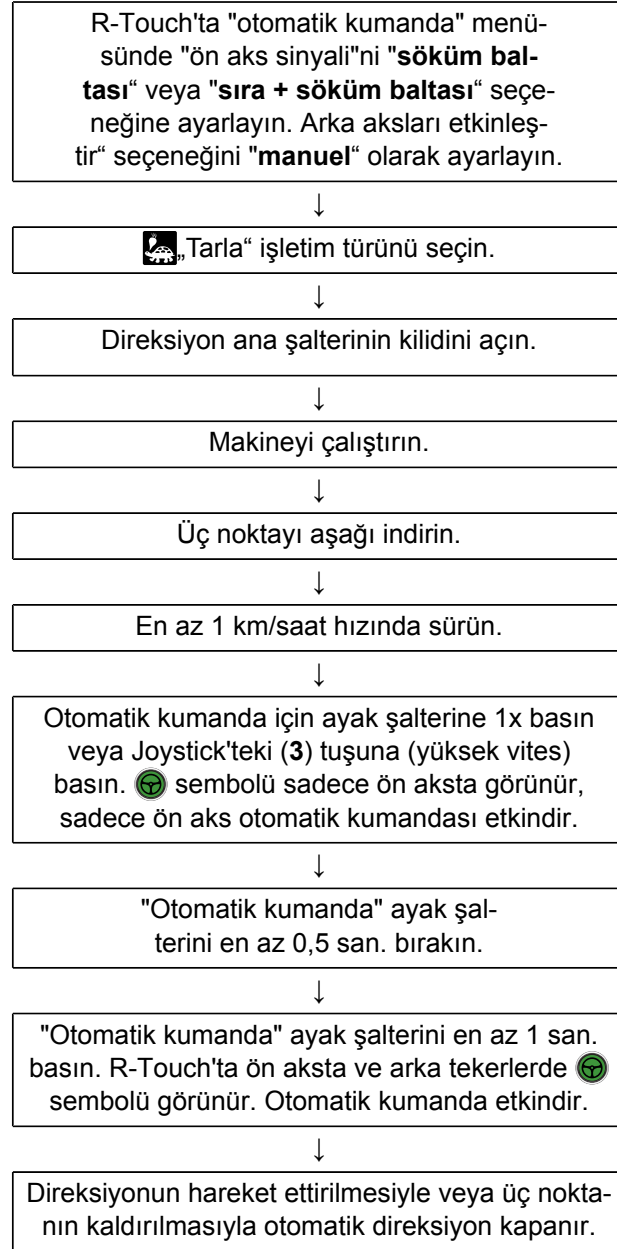 R-Touch'ta "otomatik kumanda" menü-
sünde "ön aks sinyali"ni "söküm bal-
tası“ veya "sıra + söküm baltası“ seçe-
neğine ayarlayın. Arka aksları etkinleş-
tir“ seçeneğini "manuel“ olarak ayarlayın.
↓
„Tarla“ işletim türünü seçin.
↓
Direksiyon ana şalterinin kilidini açın.
↓
Makineyi çalıştırın.
↓
Üç noktayı aşağı indirin.
↓
En az 1 km/saat hızında sürün.
↓
Otomatik kumanda için ayak şalterine 1x basın
veya Joystick'teki (3) tuşuna (yüksek vites)
basın. sembolü sadece ön aksta görünür,
sadece ön aks otomatik kumandası etkindir.
↓
"Otomatik kumanda" ayak şal-
terini en az 0,5 san. bırakın.
↓
"Otomatik kumanda" ayak şalterini en az 1 san.
basın. R-Touch'ta ön aksta ve arka tekerlerde
sembolü görünür. Otomatik kumanda etkindir.
↓
Direksiyonun hareket ettirilmesiyle veya üç nokta-
nın kaldırılmasıyla otomatik direksiyon kapanır.